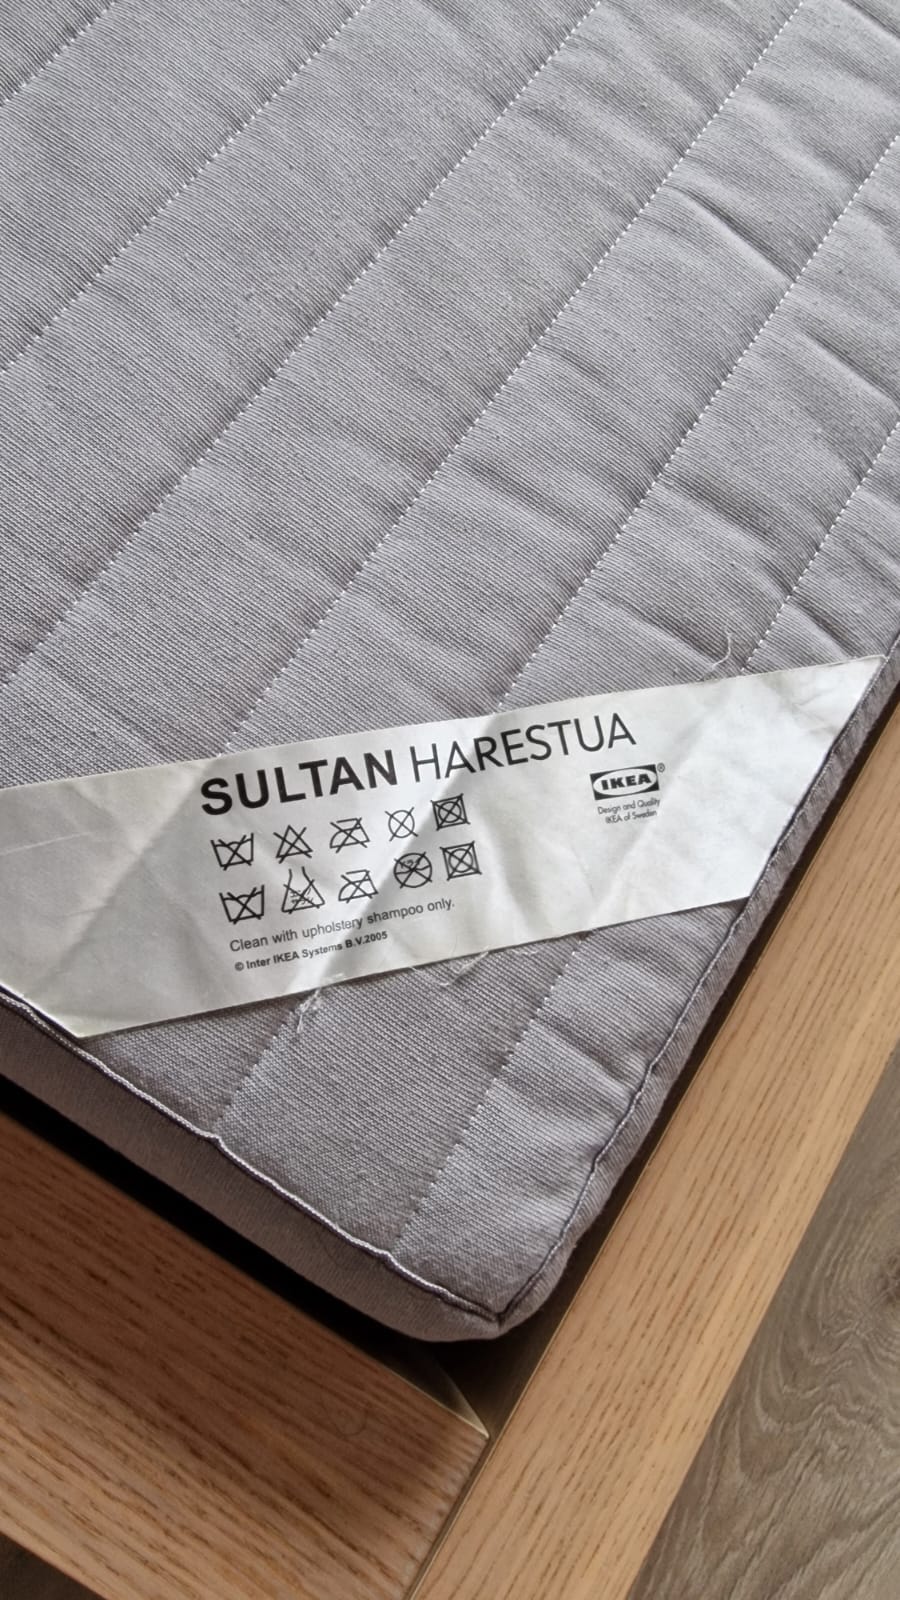 SULTAN HARESTUA
IKEA®
Design and Quality
IKEA of Sweden
Clean with upholstery shampoo only.
© Inter IKEA Systems B.V.2005